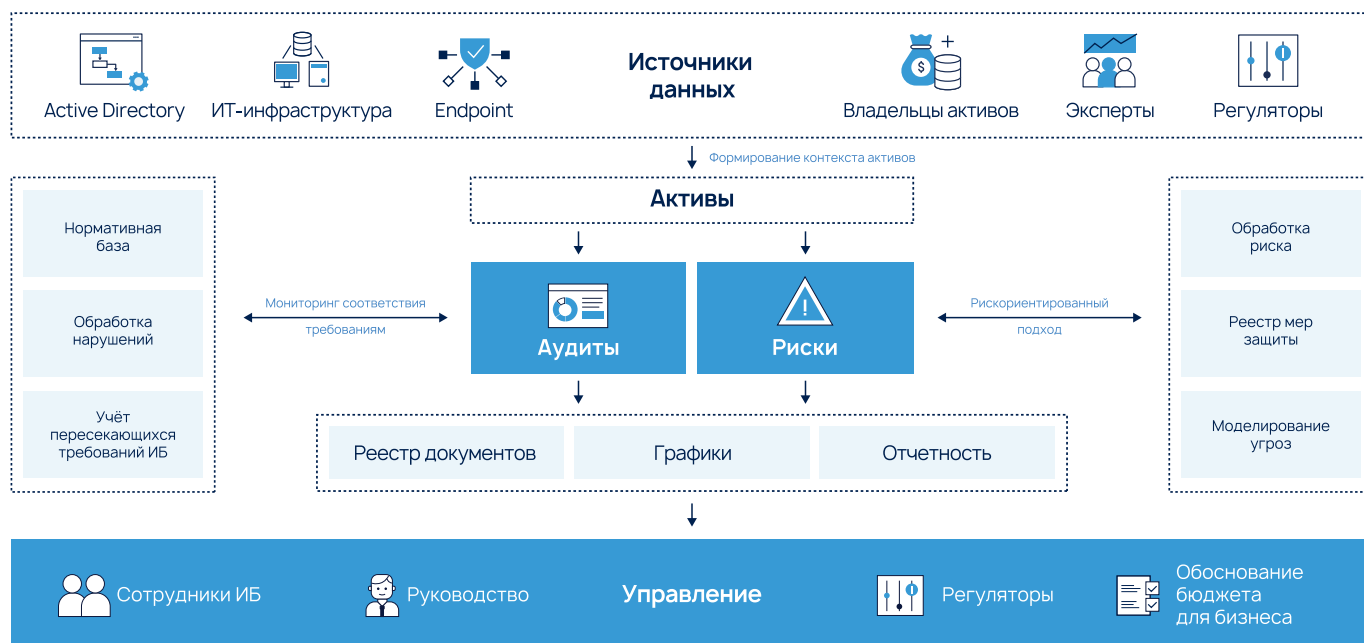 Источники
данных
Active Directory
ИТ-инфраструктура
Endpoint
Владельцы активов
Эксперты
Регуляторы
Формирование контекста активов
Активы
Нормативная
база
Обработка
нарушений
Учёт
пересекающихся
требований ИБ
Мониторинг соответствия
требованиям
Аудиты
Риски
Рискориентированный
подход
Обработка
риска
Реестр мер
защиты
Моделирование
угроз
Реестр документов
Графики
Отчетность
Сотрудники ИБ
Руководство
Управление
Регуляторы
Обоснование
бюджета
для бизнеса